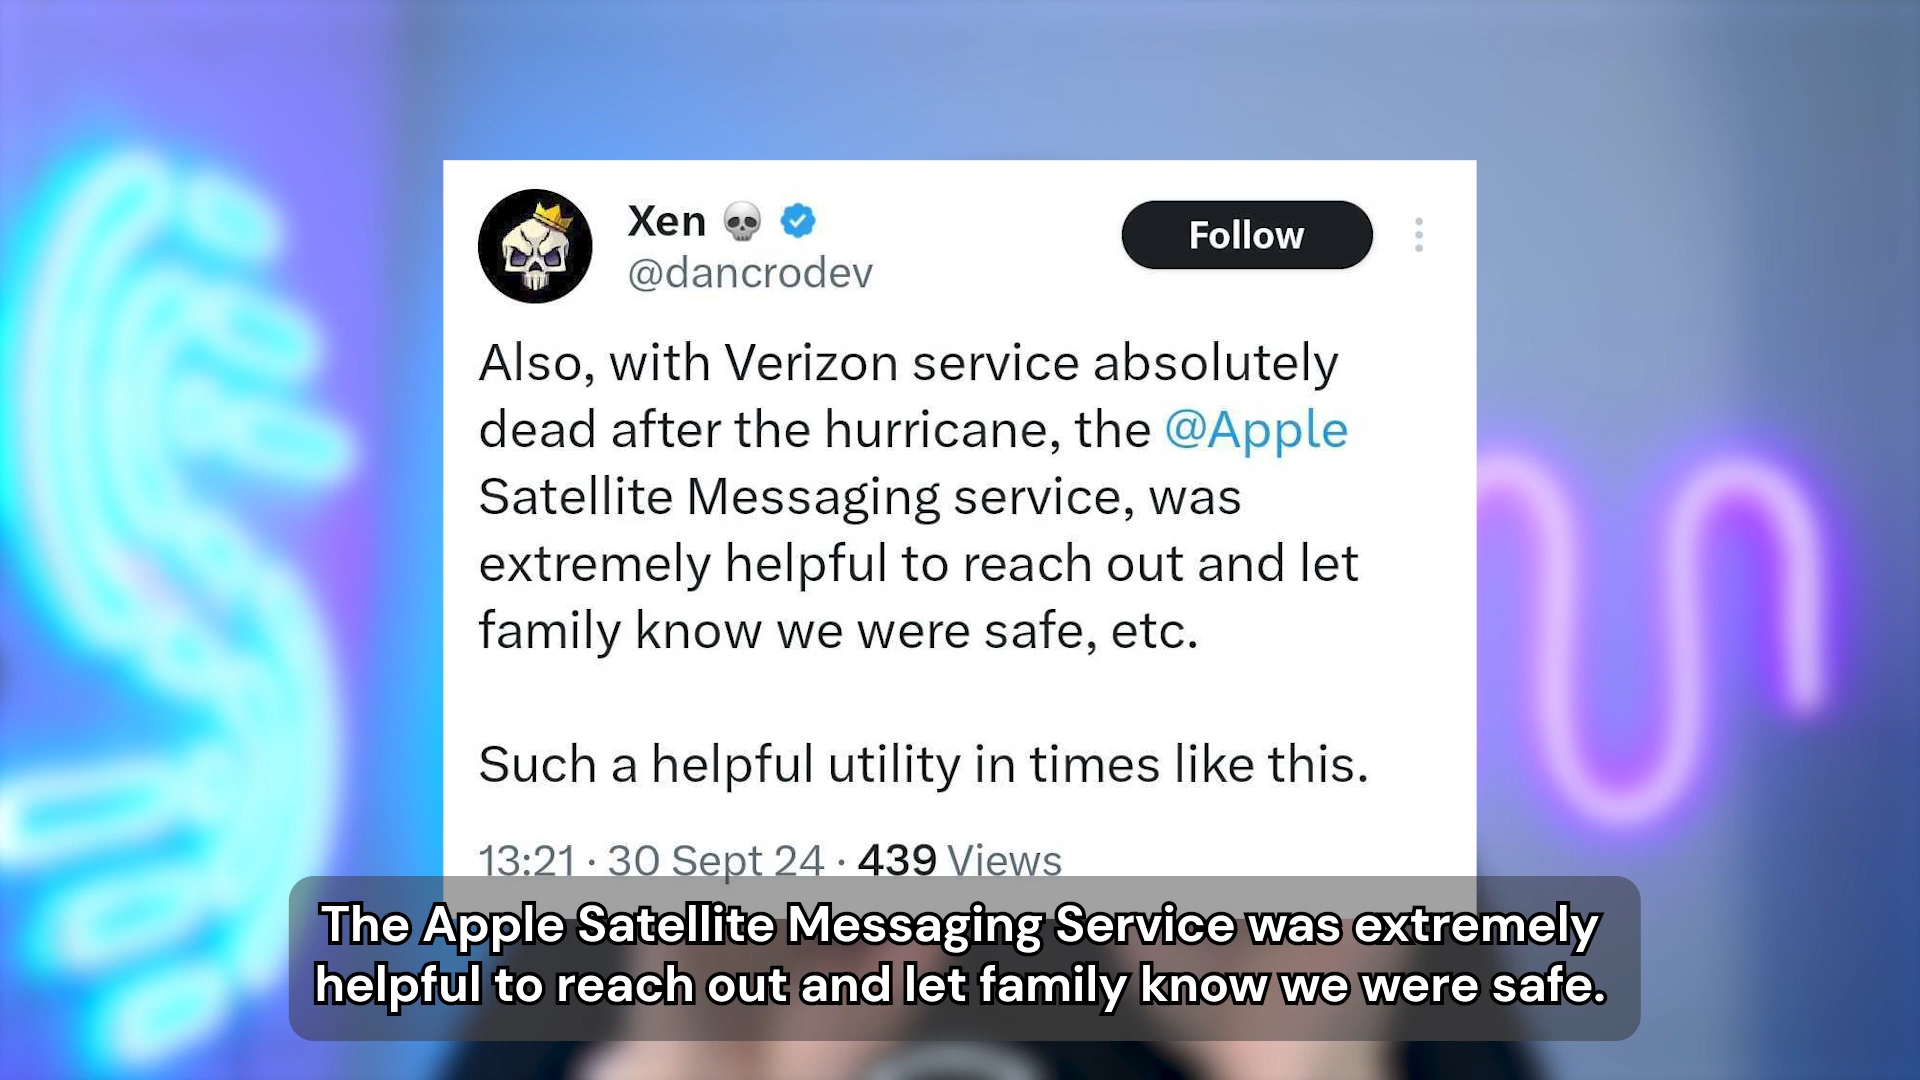 Xen 💀
@dancrodev
Follow
Also, with Verizon service absolutely
dead after the hurricane, the @Apple
Satellite Messaging service, was
extremely helpful to reach out and let
family know we were safe, etc.
Such a helpful utility in times like this.
13:21 · 30 Sept 24 · 439 Views
The Apple Satellite Messaging Service was extremely
helpful to reach out and let family know we were safe.